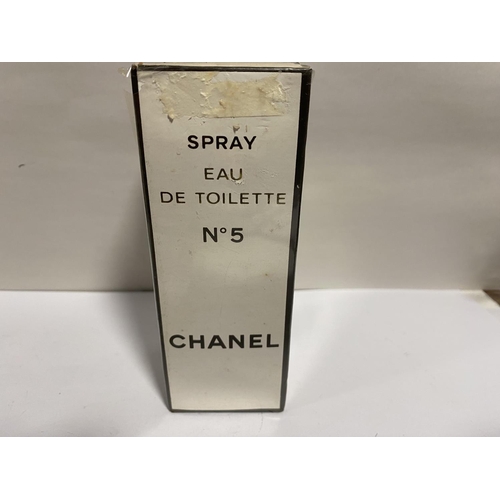 SPRAY
EAU
DE TOILETTE
N°5
CHANEL